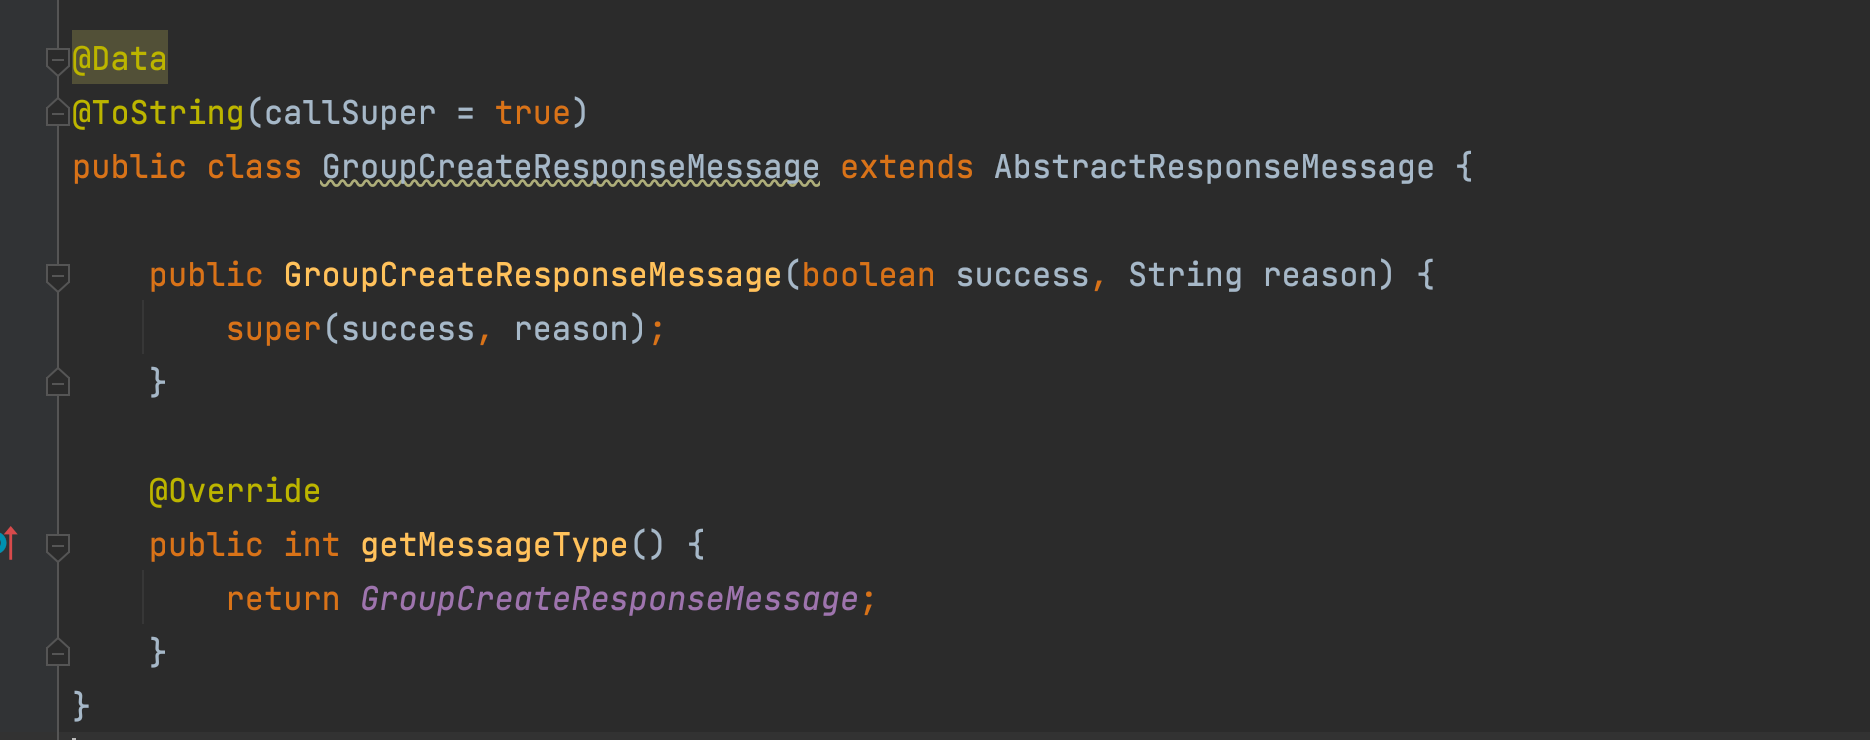 @Data
@ToString(callSuper = true)
public class GroupCreateResponseMessage extends AbstractResponseMessage {
public GroupCreateResponseMessage(boolean success, String reason) {
super(success, reason);
}
@Override
public int getMessageType() {
return GroupCreateResponseMessage;
}
}